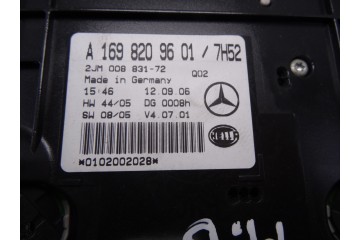 A 169 820 96 01 / 7H52
2JM 008 831-72 Q02
Made in Germany
15:46 12.09.06
HW 44/05 DG 0008h
SW 08/05 V4.07.01
*0102002028*